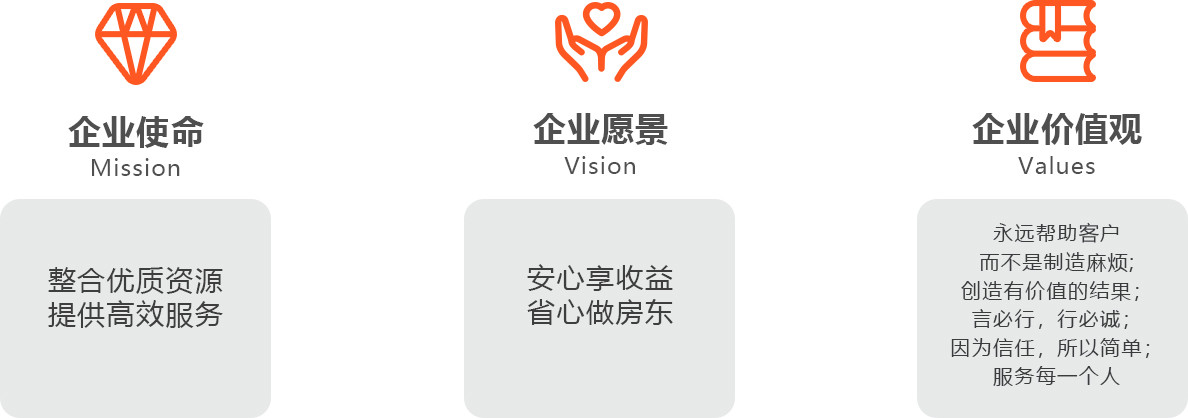 企业使命
Mission
整合优质资源
提供高效服务
企业愿景
Vision
安心享收益
省心做房东
企业价值观
Values
永远帮助客户
而不是制造麻烦;
创造有价值的结果；
言必行，行必诚；
因为信任，所以简单；
服务每一个人